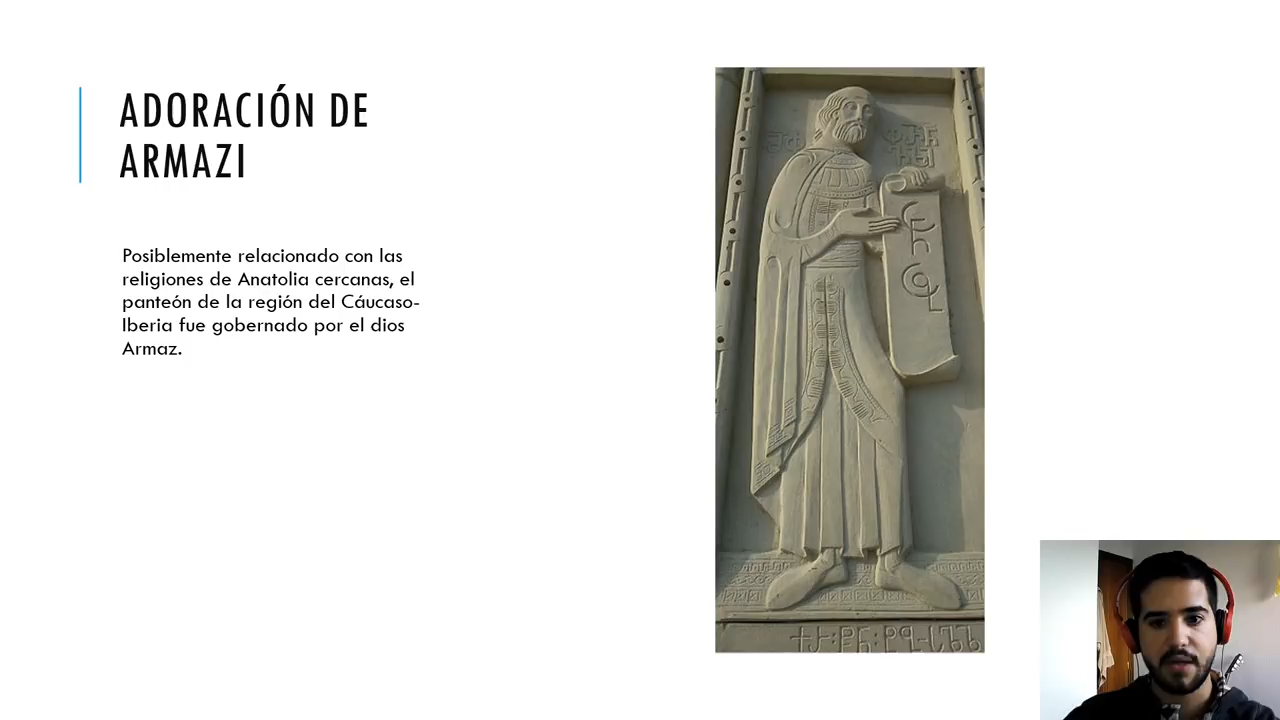 ADORACIÓN DE
ARMAZI
Posiblemente relacionado con las
religiones de Anatolia cercanas, el
panteón de la región del Cáucaso-
Iberia fue gobernado por el dios
Armaz.